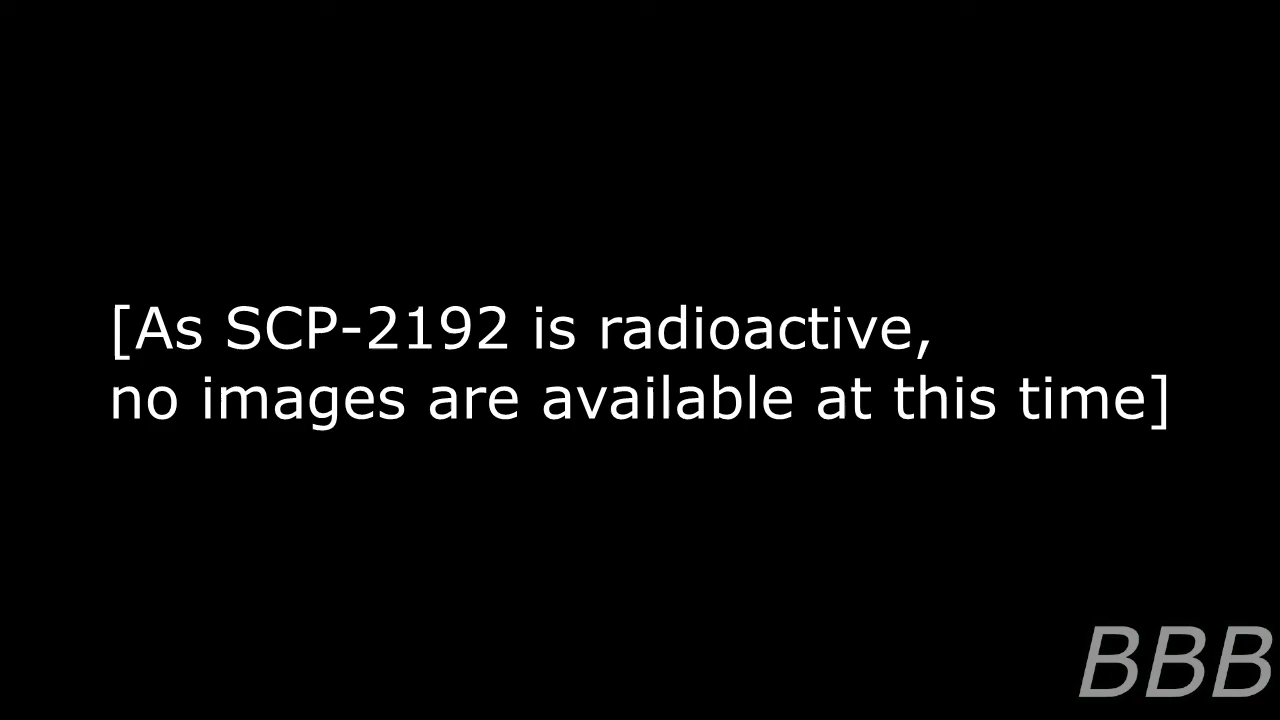 [As SCP-2192 is radioactive,
no images are available at this time]
BBB